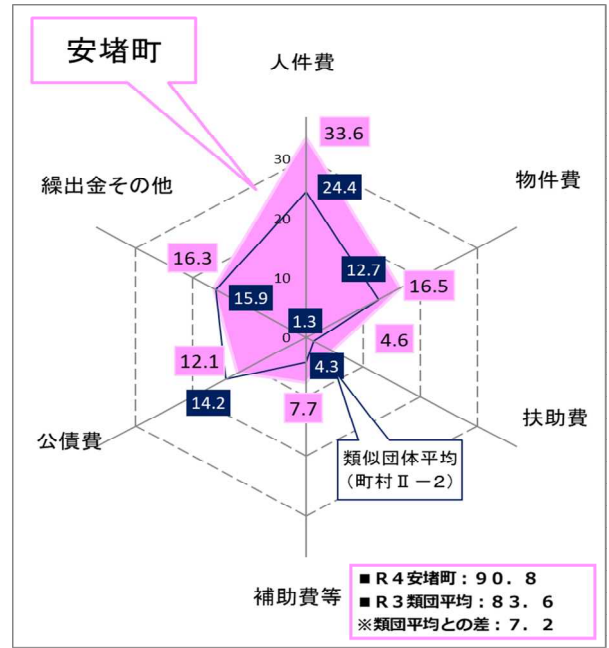 安堵町
人件費
33.6
30
24.4
物件費
繰出金その他
20
16.3
12.7
16.5
15.9
10
1.3
4.6
0
12.1
4.3
14.2
7.7
扶助費
公債費
類似団体平均
(町村Ⅱ－2)
補助費等
■Ｒ４安堵町：９０．８
■Ｒ３類団平均：８３．６
※類団平均との差：７．２